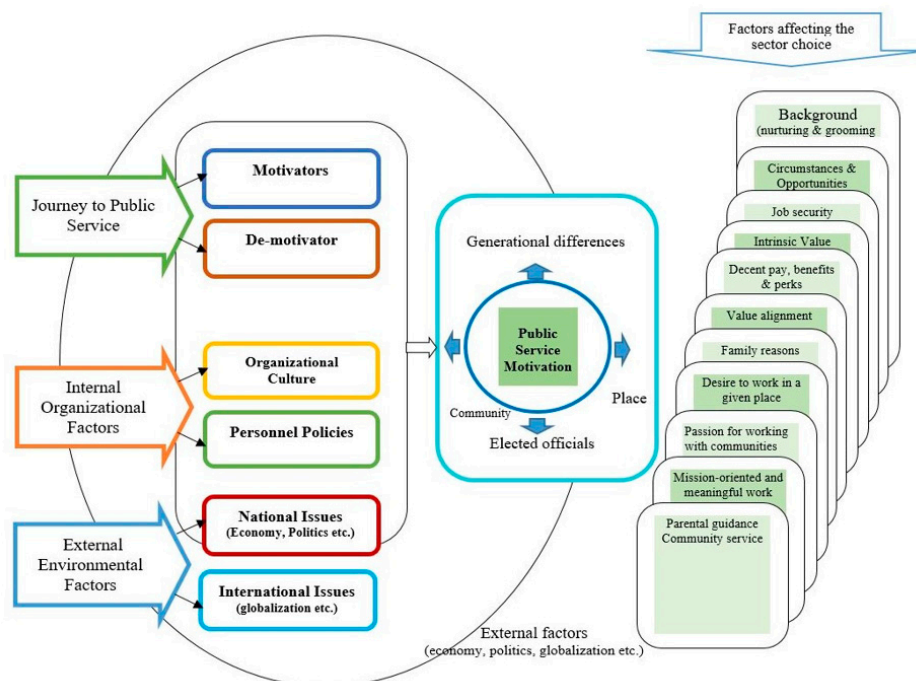 Journey to Public
Service
Internal
Organizational
Factors
External
Environmental
Factors
Motivators
De-motivator
Organizational
Culture
Personnel Policies
National Issues
(Economy, Politics etc.)
International Issues
(globalization etc.)
Generational differences
Public
Service
Motivation
Community
Place
Elected officials
External factors
(economy, politics, globalization etc.)
Factors affecting the
sector choice
Background
(nurturing & grooming
Circumstances &
Opportunities
Job security
Intrinsic Value
Decent pay, benefits
& perks
Value alignment
Family reasons
Desire to work in a
given place
Passion for working
with communities
Mission-oriented and
meaningful work
Parental guidance
Community service